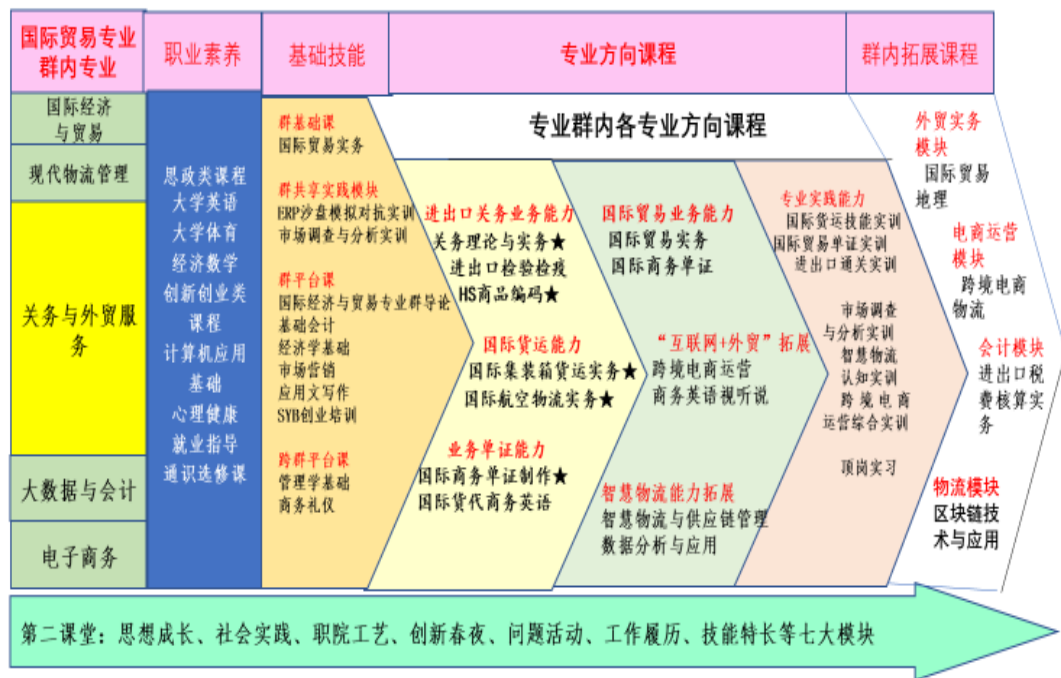 国际贸易专业
群内专业
职业素养
基础技能
专业方向课程
群内拓展课程
国际经济
与贸易
现代物流管理
关务与外贸服
务
大数据与会计
电子商务
思政类课程
大学英语
大学体育
经济数学
创新创业类
课程
计算机应用
基础
心理健康
就业指导
通识选修课
群基础课
国际贸易实务
群共享实践模块
ERP沙盘模拟对抗实训
市场调查与分析实训
群平台课
国际经济与贸易专业群导论
基础会计
经济学基础
市场营销
应用文写作
SYB创业培训
跨群平台课
管理学基础
商务礼仪
专业群内各专业方向课程
进出口关务业务能力
关务理论与实务★
进出口检验检疫
HS商品编码★
国际货运能力
国际集装箱货运实务★
国际航空物流实务★
业务单证能力
国际商务单证制作★
国际货代商务英语
国际贸易业务能力
国际贸易实务
国际商务单证
“互联网+外贸”拓展
跨境电商运营
商务英语视听说
智慧物流能力拓展
智慧物流与供应链管理
数据分析与应用
专业实践能力
国际货运技能实训
国际贸易单证实训
进出口通关实训
市场调查
与分析实训
智慧物流
认知实训
跨境电商
运营综合实训
顶岗实习
外贸实务
模块
国际贸易
地理
电商运营
模块
跨境电商
物流
会计模块
进出口税
费核算实
务
物流模块
区块链技
术与应用
第二课堂：思想成长、社会实践、职院工艺、创新春夜、问题活动、工作履历、技能特长等七大模块